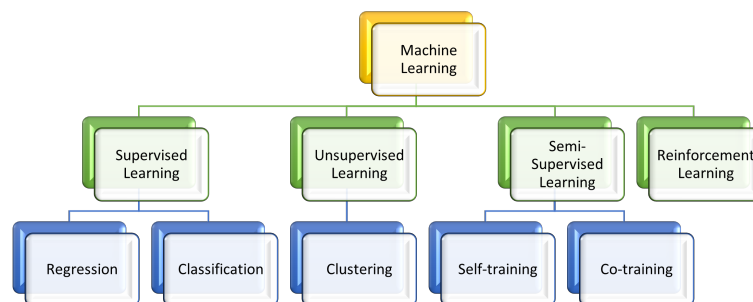 Machine
Learning
Supervised
Learning
Unsupervised
Learning
Semi-
Supervised
Learning
Reinforcement
Learning
Regression
Classification
Clustering
Self-training
Co-training